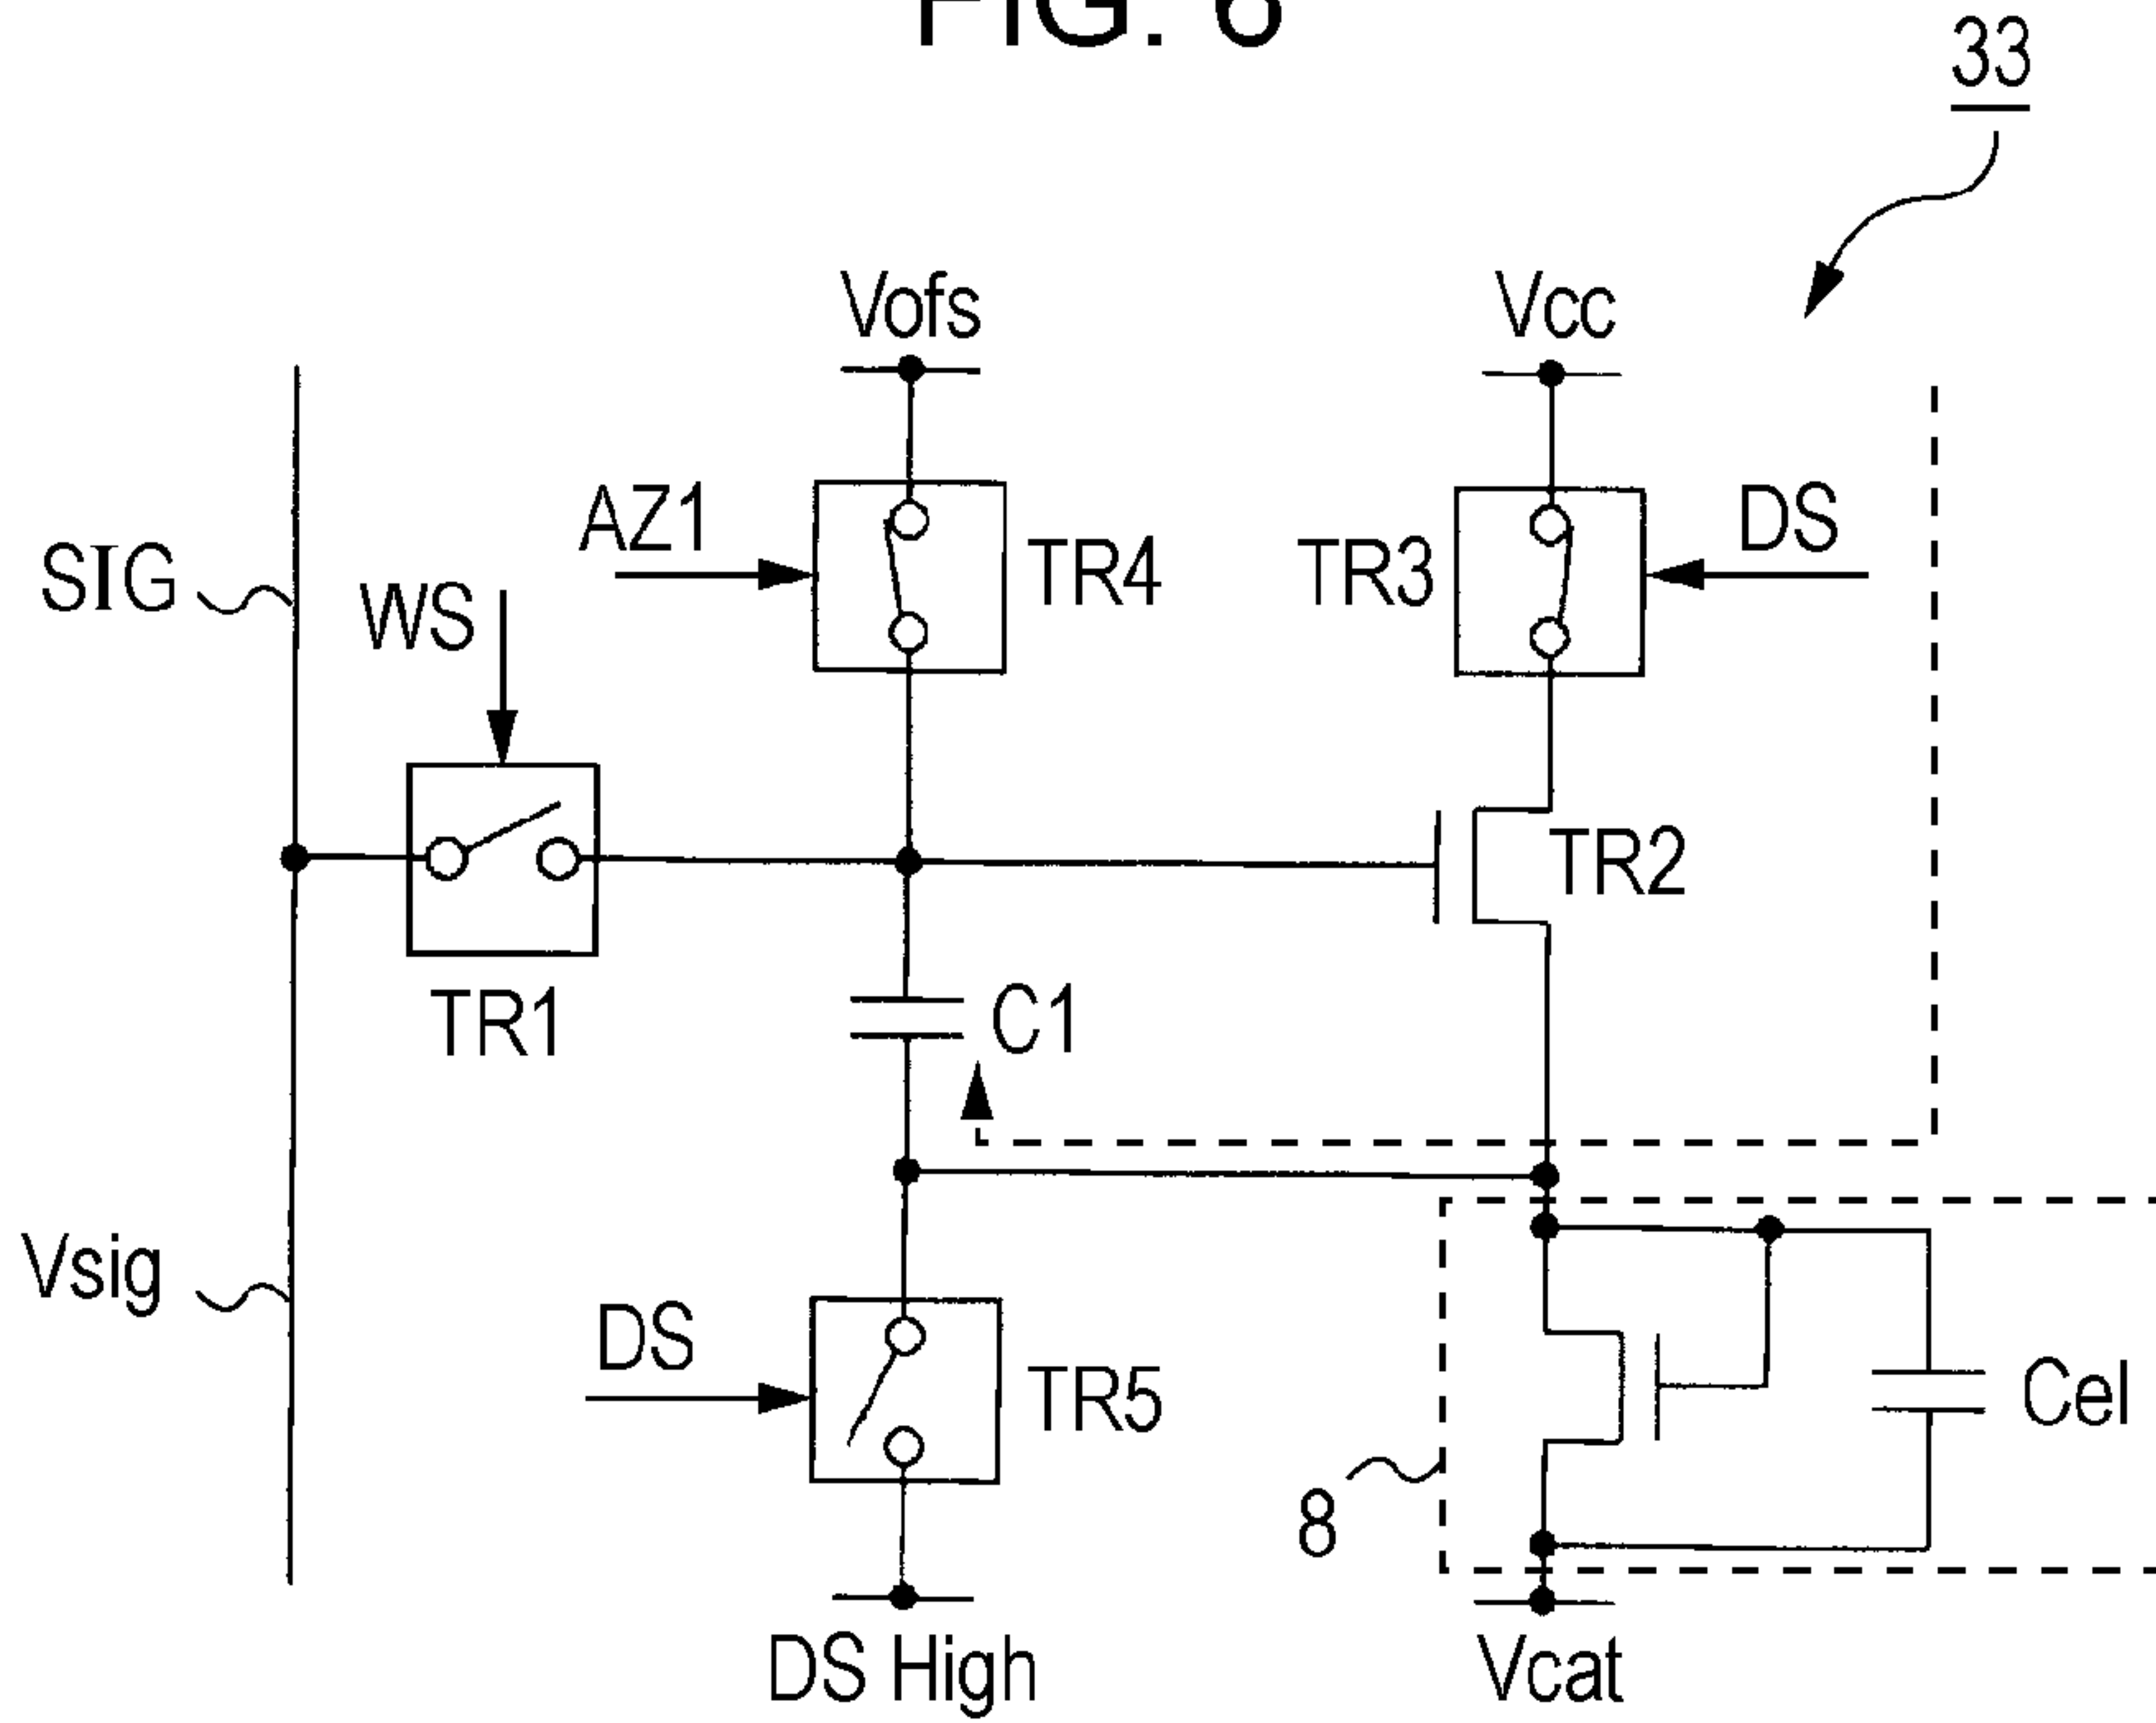 FIG. 6
33
Vofs
Vcc
AZ1
DS
SIG
TR4
TR3
WS
TR2
TR1
C1
Vsig
DS
TR5
Cel
8
DS High
Vcat